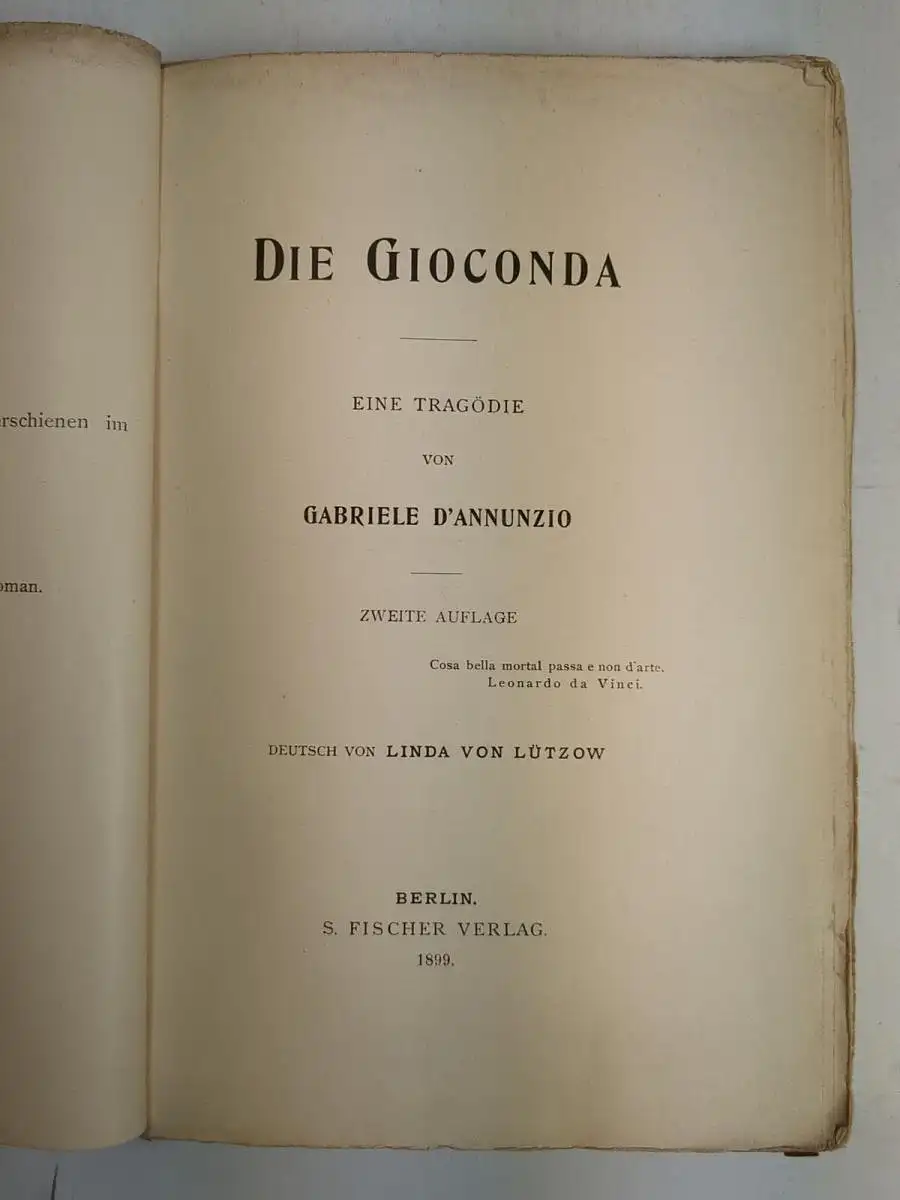 rschienen im
oman.
DIE GIOCONDA
EINE TRAGÖDIE
VON
GABRIELE D'ANNUNZIO
ZWEITE AUFLAGE
Cosa bella mortal passa e non d'arte.
Leonardo da Vinci.
DEUTSCH VON LINDA VON LÜTZOW
BERLIN.
S. FISCHER VERLAG.
1899.